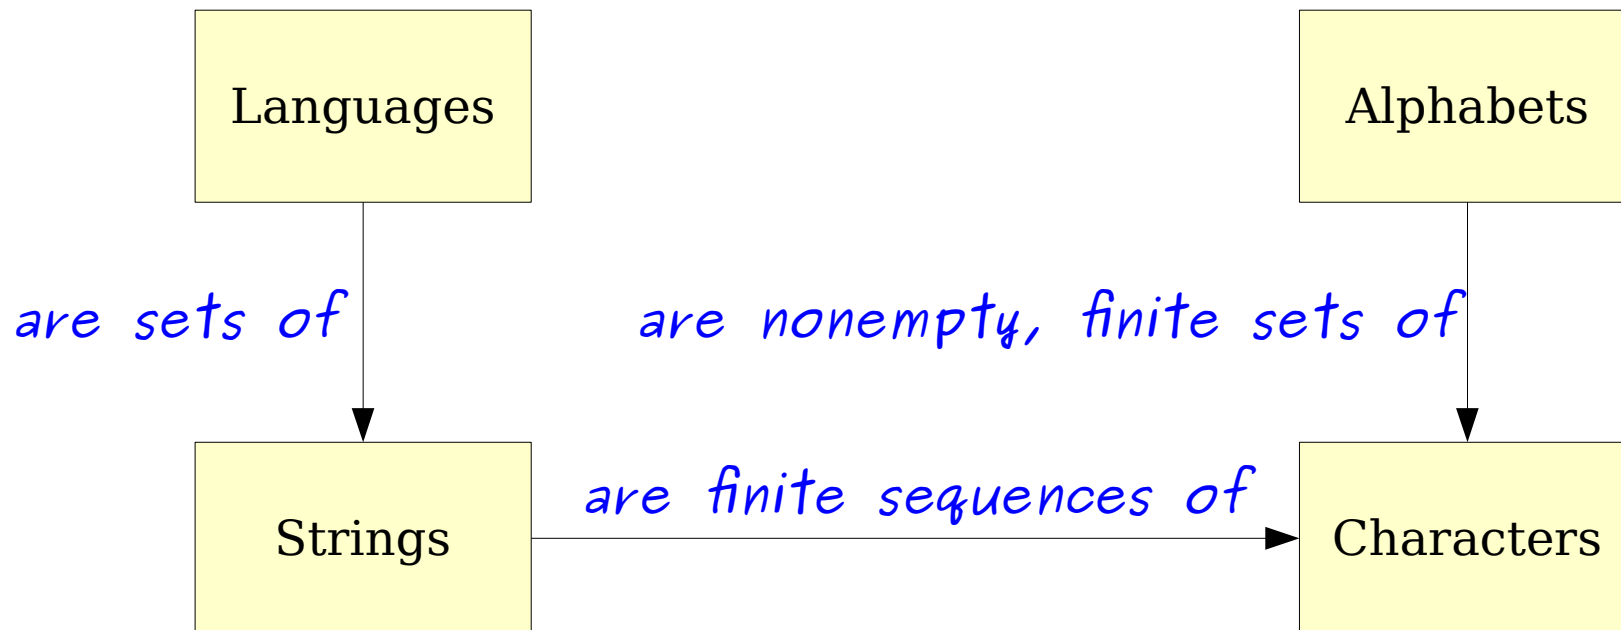 Languages
Alphabets
are sets of
are nonempty, finite sets of
are finite sequences of
Strings
Characters